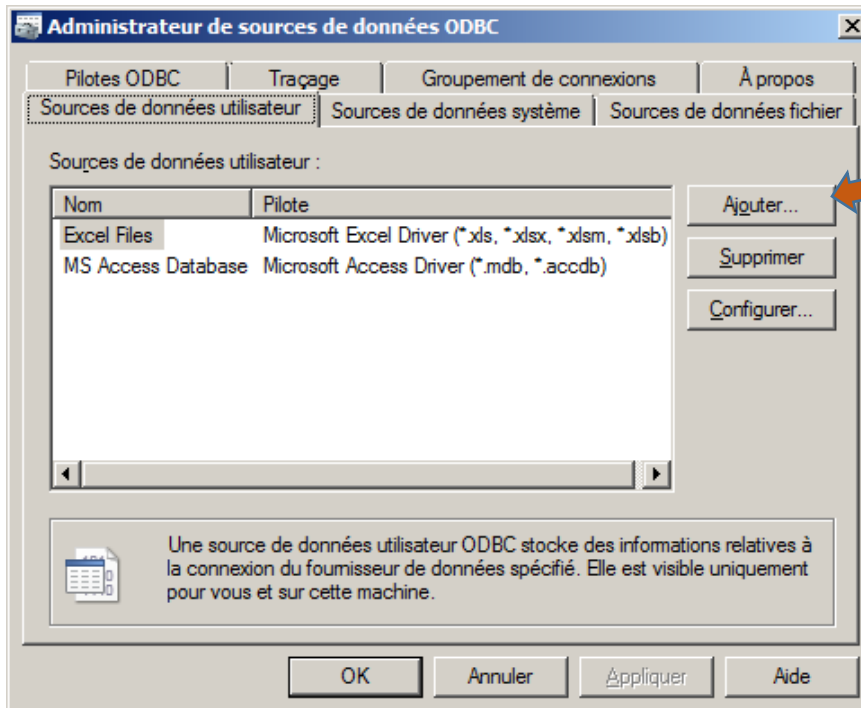 Administrateur de sources de données ODBC
Pilotes ODBC Traçage Groupement de connexions À propos
Sources de données utilisateur Sources de données système Sources de données fichier
Sources de données utilisateur :
Nom Pilote
Excel Files Microsoft Excel Driver (*.xls, *.xlsx, *.xlsm, *.xlsb)
MS Access Database Microsoft Access Driver (*.mdb, *.accdb)
Ajouter...
Supprimer
Configurer...
Une source de données utilisateur ODBC stocke des informations relatives à
la connexion du fournisseur de données spécifié. Elle est visible uniquement
pour vous et sur cette machine.
OK Annuler Appliquer Aide